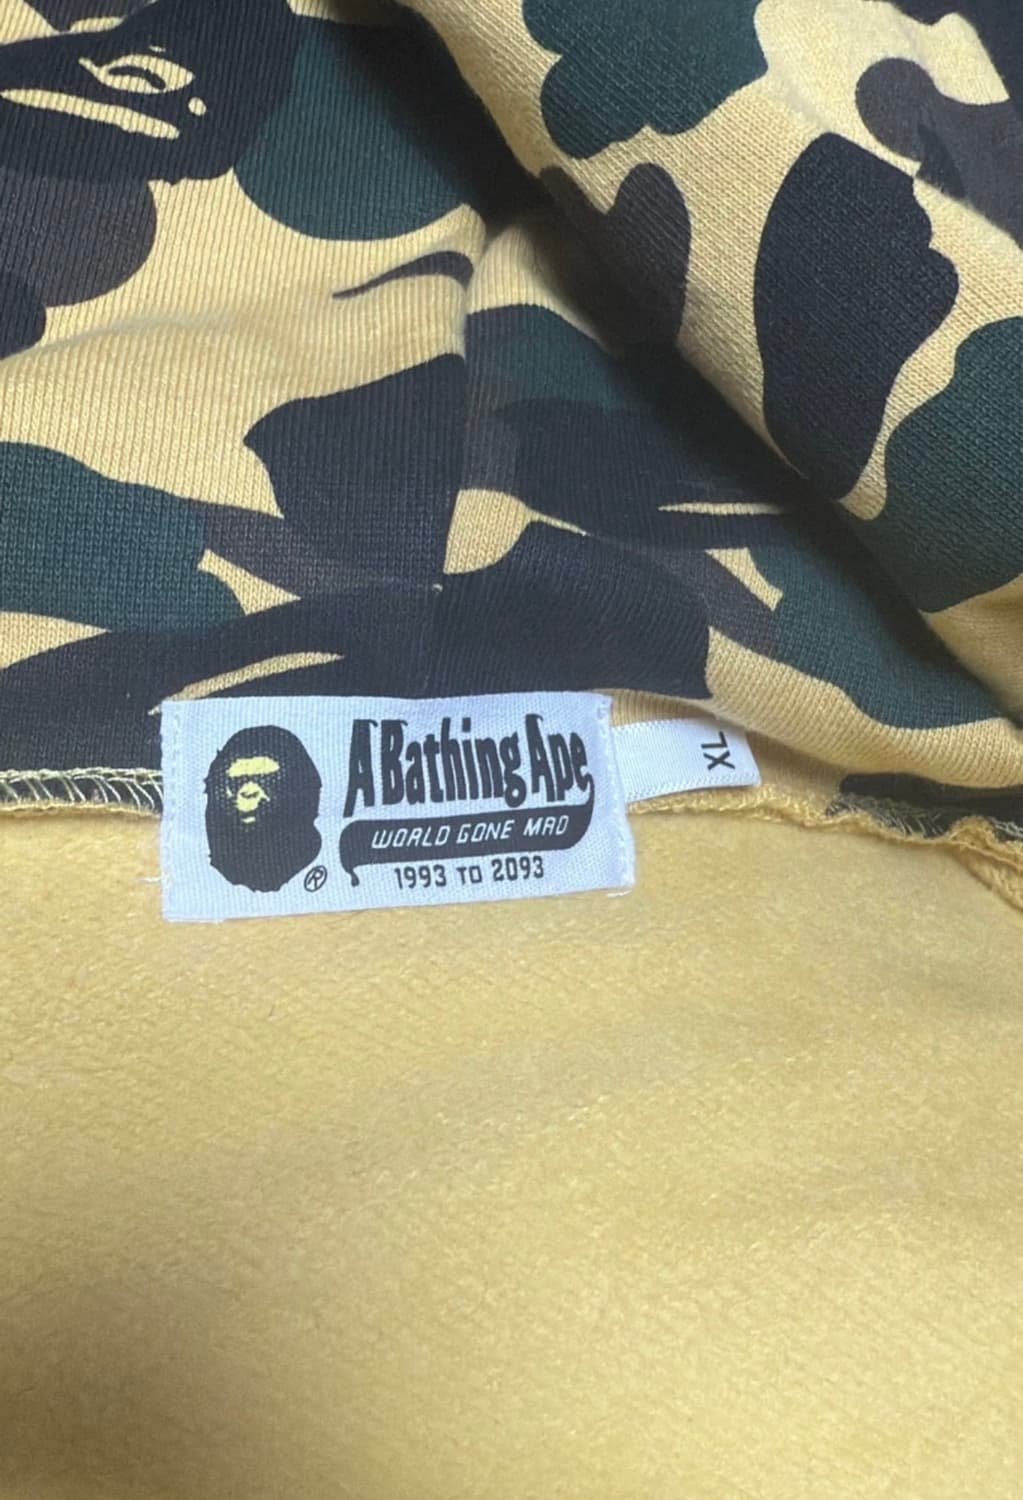 A Bathing Ape
WORLD GONE MAD
1993 TO 2093
®
XL